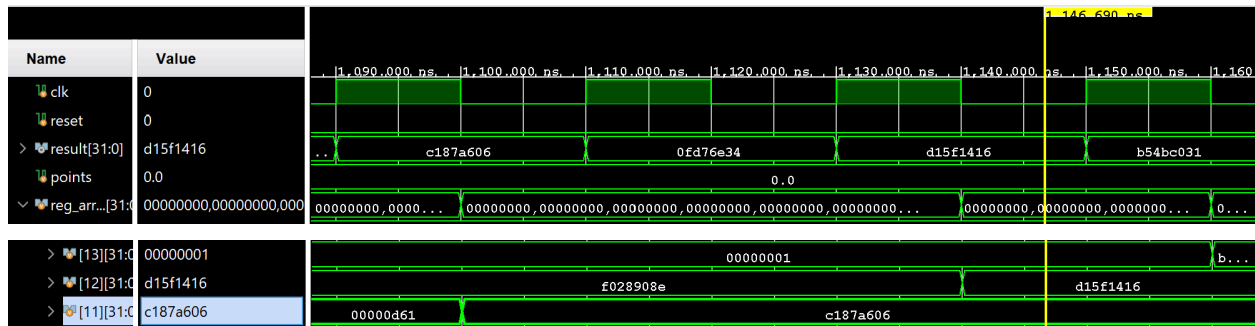 1,146.690 ns
Name Value
1,090.000 ns 1,100.000 ns 1,110.000 ns 1,120.000 ns 1,130.000 ns 1,140.000 ns 1,150.000 ns 1,160
clk 0
reset 0
result[31:0] d15f1416 .. c187a606 0fd76e34 d15f1416 b54bc031
points 0.0 0.0
reg_arr...[31:0 00000000,00000000,000 00000000,0000... 00000000,00000000,00000000,00000000,00000000,00000000... 00000000,00000000,0000000... 0...
[13][31:0 00000001 00000001 b...
[12][31:0 d15f1416 f028908e d15f1416
[11][31:0 c187a606 00000d61 c187a606